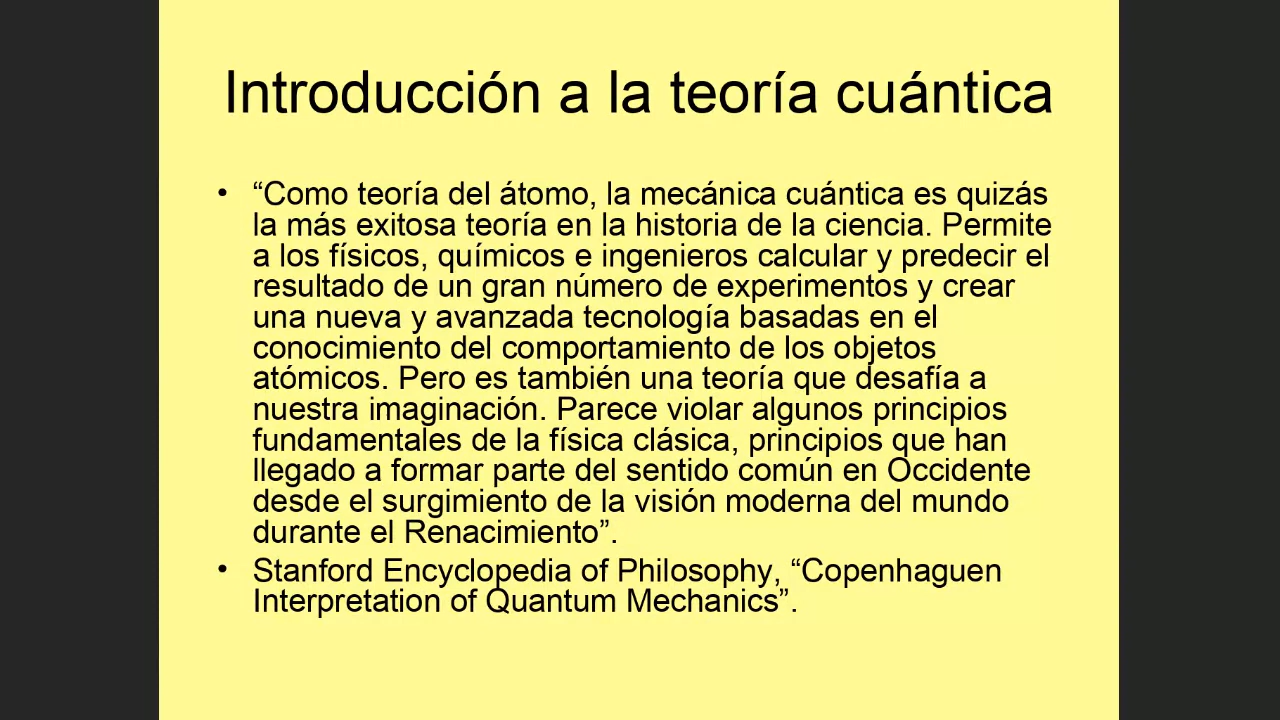 Introducción a la teoría cuántica
• “Como teoría del átomo, la mecánica cuántica es quizás
la más exitosa teoría en la historia de la ciencia. Permite
a los físicos, químicos e ingenieros calcular y predecir el
resultado de un gran número de experimentos y crear
una nueva y avanzada tecnología basadas en el
conocimiento del comportamiento de los objetos
atómicos. Pero es también una teoría que desafía a
nuestra imaginación. Parece violar algunos principios
fundamentales de la física clásica, principios que han
llegado a formar parte del sentido común en Occidente
desde el surgimiento de la visión moderna del mundo
durante el Renacimiento”.
• Stanford Encyclopedia of Philosophy, “Copenhaguen
Interpretation of Quantum Mechanics”.